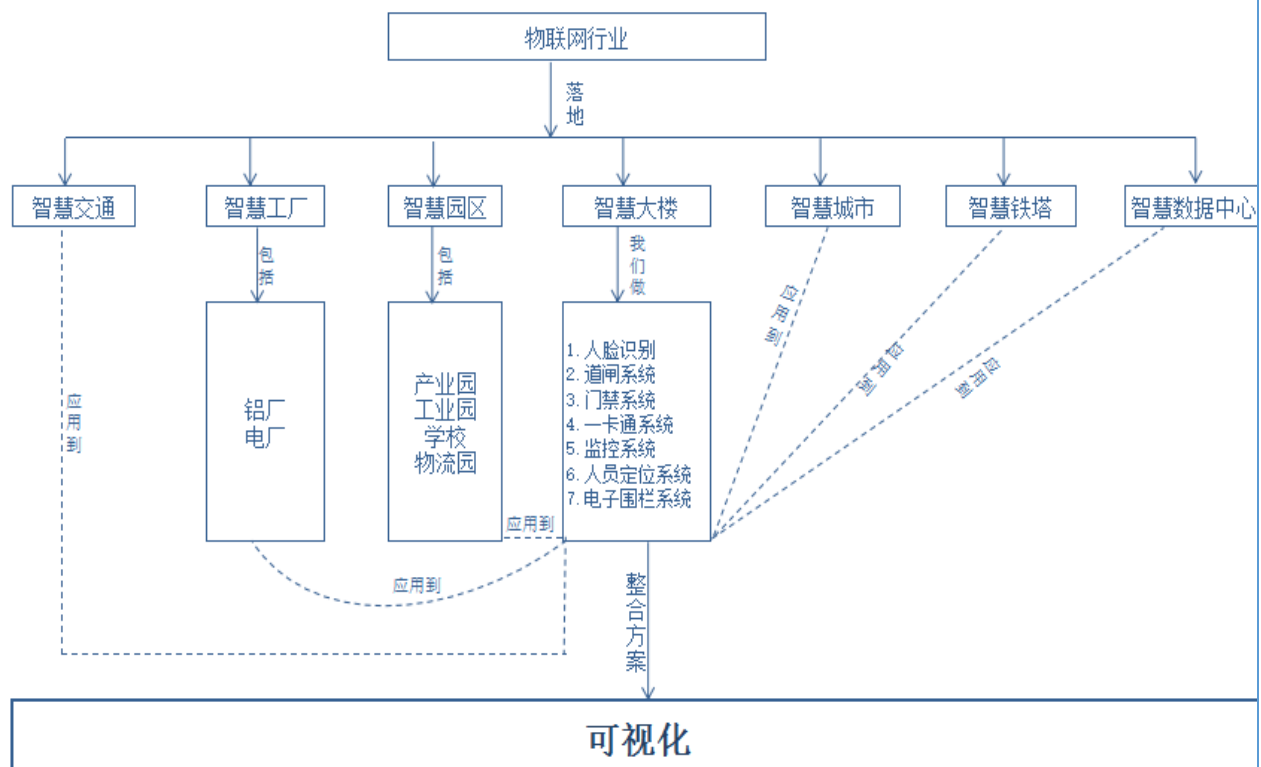 物联网行业
落地
智慧交通
智慧工厂
智慧园区
智慧大楼
智慧城市
智慧铁塔
智慧数据中心
包括
包括
我们做
铝厂
电厂
产业园
工业园
学校
物流园
1. 人脸识别
2. 道闸系统
3. 门禁系统
4. 一卡通系统
5. 监控系统
6. 人员定位系统
7. 电子围栏系统
应用到
应用到
应用到
应用到
应用到
应用到
整合方案
可视化